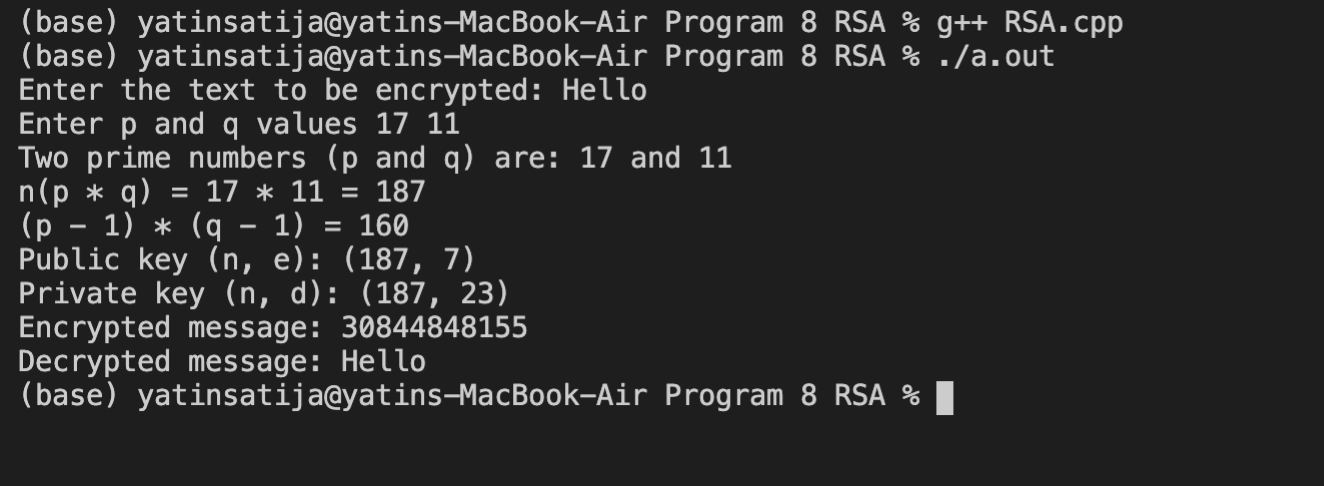 (base) yatinsatija@yatins-MacBook-Air Program 8 RSA % g++ RSA.cpp
(base) yatinsatija@yatins-MacBook-Air Program 8 RSA % ./a.out
Enter the text to be encrypted: Hello
Enter p and q values 17 11
Two prime numbers (p and q) are: 17 and 11
n(p * q) = 17 * 11 = 187
(p - 1) * (q - 1) = 160
Public key (n, e): (187, 7)
Private key (n, d): (187, 23)
Encrypted message: 30844848155
Decrypted message: Hello
(base) yatinsatija@yatins-MacBook-Air Program 8 RSA %